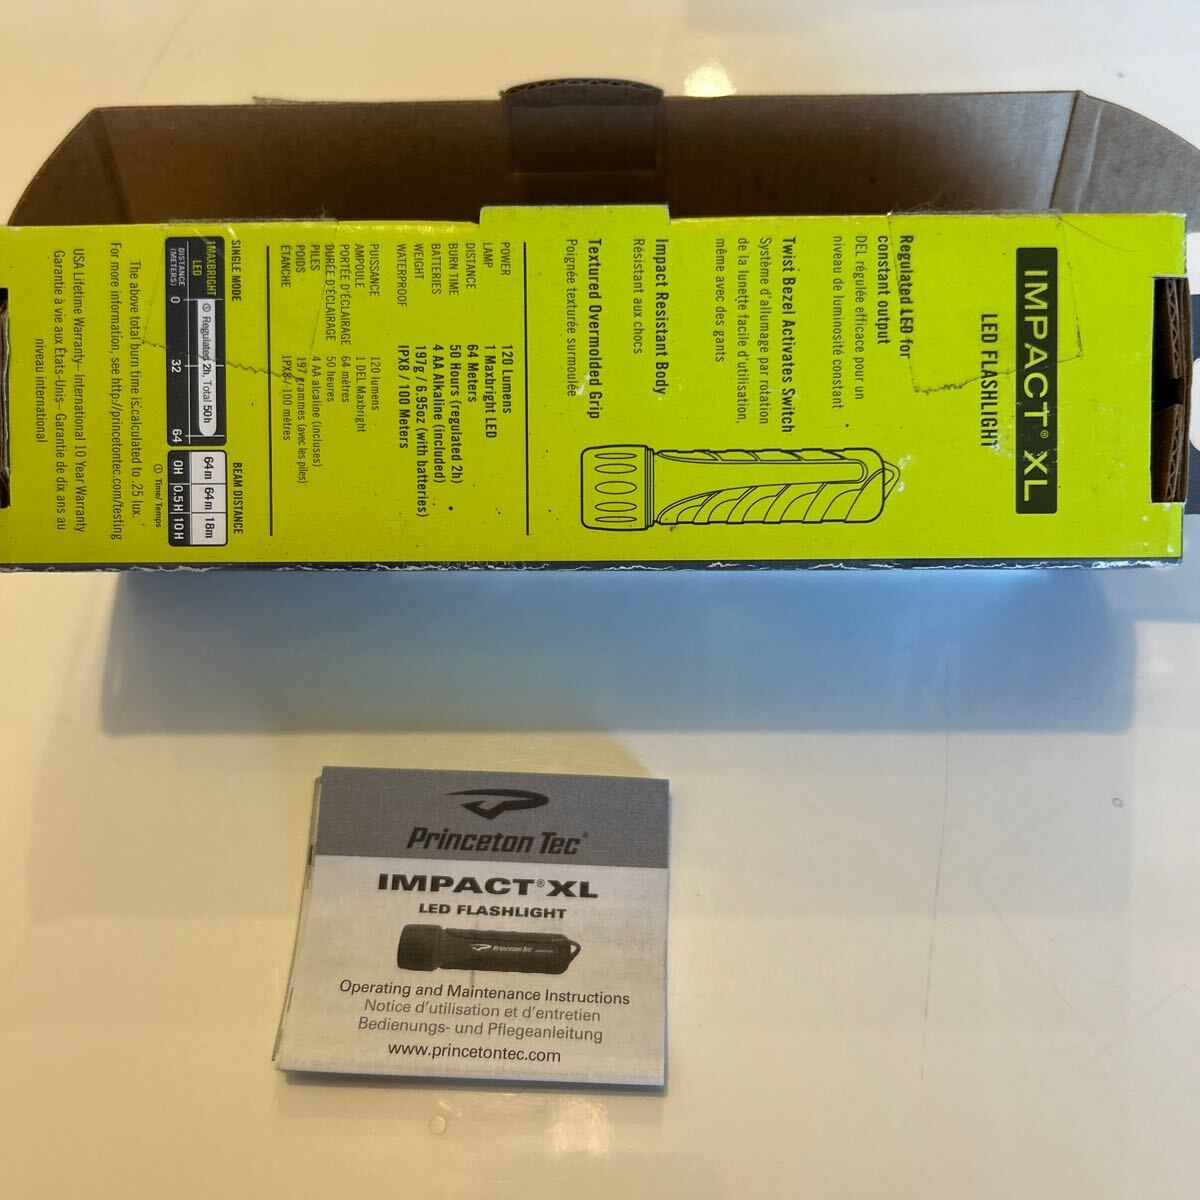 IMPACT® XL
LED FLASHLIGHT
Regulated LED for
constant output
DEL régulée efficace pour un
niveau de luminosité constant
Twist Bezel Activates Switch
Système d'allumage par rotation
de la lunette facile d'utilisation,
même avec des gants
Impact Resistant Body
Résistant aux chocs
Textured Overmolded Grip
Poignée texturée surmoulée
POWER 120 Lumens
LAMP 1 Maxbright LED
DISTANCE 64 Meters
BURN TIME 50 Hours (regulated 2h)
BATTERIES 4 AA Alkaline (included)
WEIGHT 197g / 6.95oz (with batteries)
WATERPROOF IPX8 / 100 Meters
PUISSANCE 120 lumens
AMPOULE 1 DEL Maxbright
PORTÉE D'ÉCLAIRAGE 64 mètres
DURÉE D'ÉCLAIRAGE 50 heures
PILES 4 AA alcaline (incluses)
POIDS 197 grammes (avec les piles)
ETANCHE 1PX8 / 100 mètres
SINGLE MODE BEAM DISTANCE
1 MAXBRIGHT LED Regulated 2h, Total 50h 64m 64m 18m
DISTANCE (METERS) 0 32 64 0H 0.5H 10H
Time/ Temps
The above total burn time is calculated to .25 lux.
For more information, see http://princetontec.com/testing
USA Lifetime Warranty– International 10 Year Warranty
Garantie à vie aux États-Unis– Garantie de dix ans au
niveau international
Princeton Tec®
IMPACT® XL
LED FLASHLIGHT
Princeton Tec
Operating and Maintenance Instructions
Notice d'utilisation et d'entretien
Bedienungs- und Pflegeanleitung
www.princetontec.com